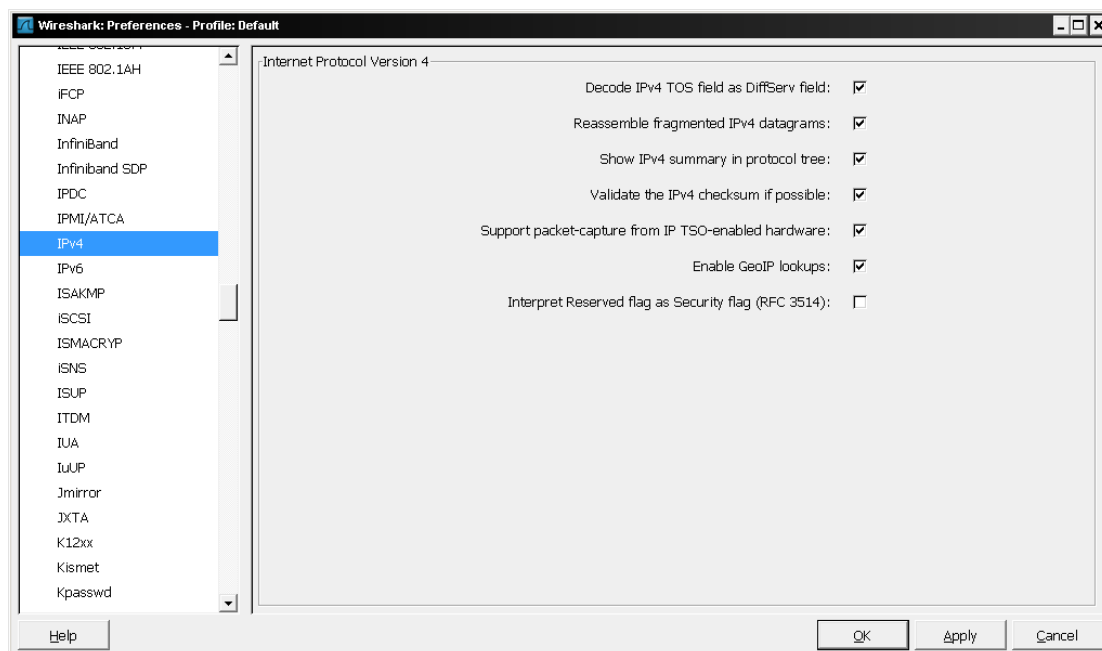 Wireshark: Preferences - Profile: Default
IEEE 802.1AH
iFCP
INAP
InfiniBand
Infiniband SDP
IPDC
IPMI/ATCA
IPv4
IPv6
ISAKMP
iSCSI
ISMACRYP
iSNS
ISUP
ITDM
IUA
IuUP
Jmirror
JXTA
K12xx
Kismet
Kpasswd
Internet Protocol Version 4
Decode IPv4 TOS field as DiffServ field:
Reassemble fragmented IPv4 datagrams:
Show IPv4 summary in protocol tree:
Validate the IPv4 checksum if possible:
Support packet-capture from IP TSO-enabled hardware:
Enable GeoIP lookups:
Interpret Reserved flag as Security flag (RFC 3514):
Help
OK
Apply
Cancel